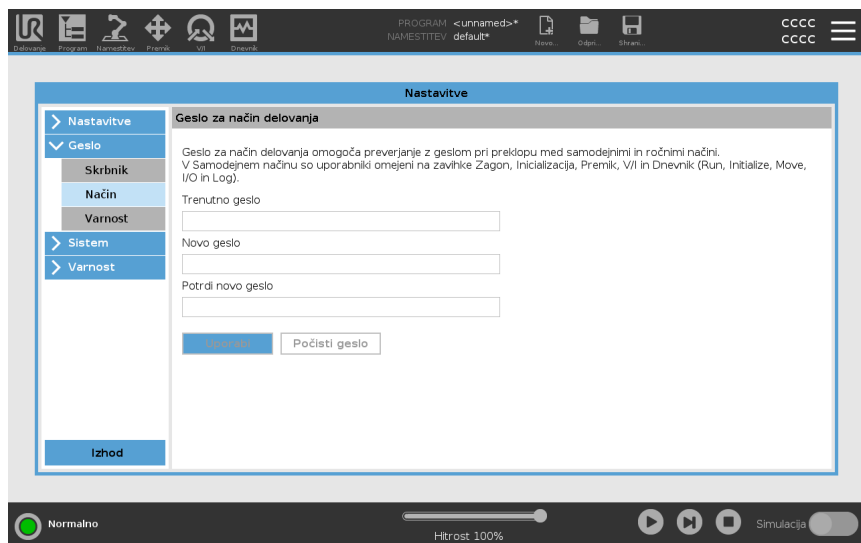 PROGRAM <unnamed>*
NAMESTITEV default*
cccc
cccc
Delovanje Program Namestitev Premik V/I Dnevnik Novo... Odpri... Shrani...
Nastavitve
Nastavitve
Geslo
Skrbnik
Način
Varnost
Sistem
Varnost
Izhod
Geslo za način delovanja
Geslo za način delovanja omogoča preverjanje z geslom pri preklopu med samodejnimi in ročnimi načini.
V Samodejnem načinu so uporabniki omejeni na zavihke Zagon, Inicializacija, Premik, V/I in Dnevnik (Run, Initialize, Move,
I/O in Log).
Trenutno geslo
Novo geslo
Potrdi novo geslo
Uporabi Počisti geslo
Normalno
Hitrost 100%
Simulacija